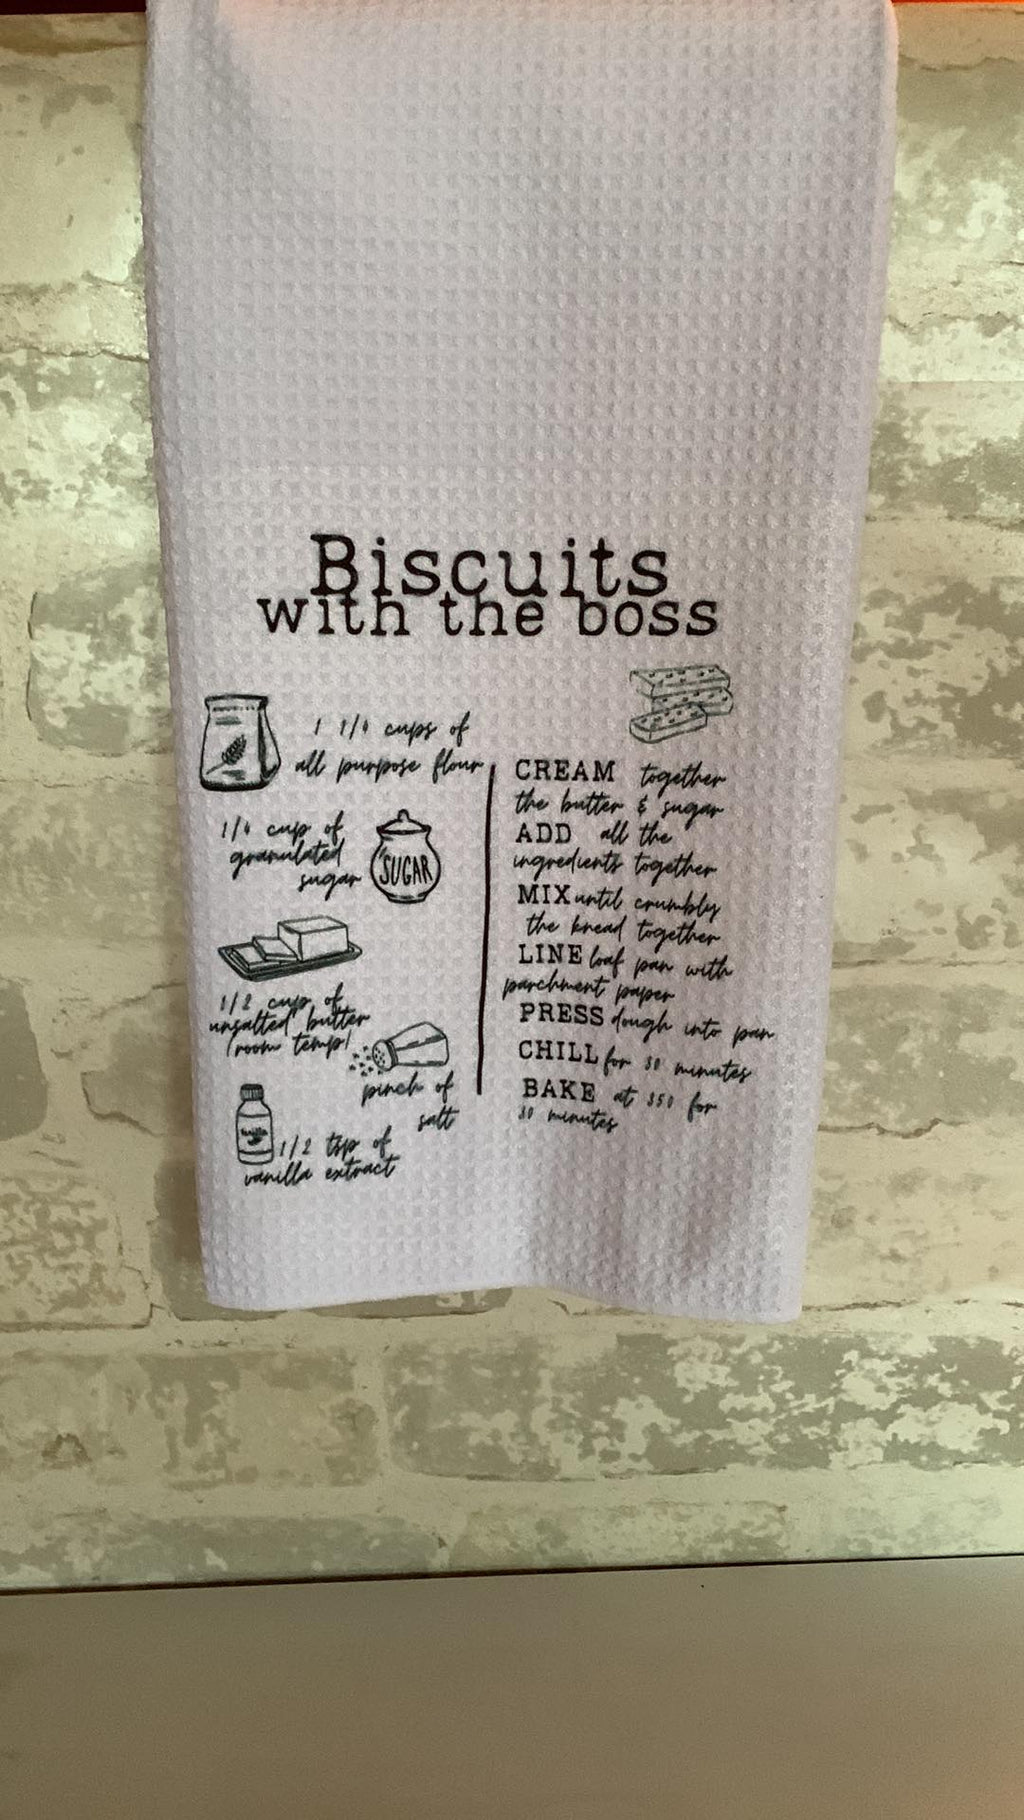 Biscuits
with the boss
1 1/4 cups of
all purpose flour
1/4 cup of
granulated
sugar
SUGAR
1/2 cup of
unsalted butter
(room temp)
pinch of
salt
1/2 tsp of
vanilla extract
CREAM together
the butter & sugar
ADD all the
ingredients together
MIX until crumbly
the knead together
LINE loaf pan with
parchment paper
PRESS dough into pan
CHILL for 30 minutes
BAKE at 350 for
30 minutes